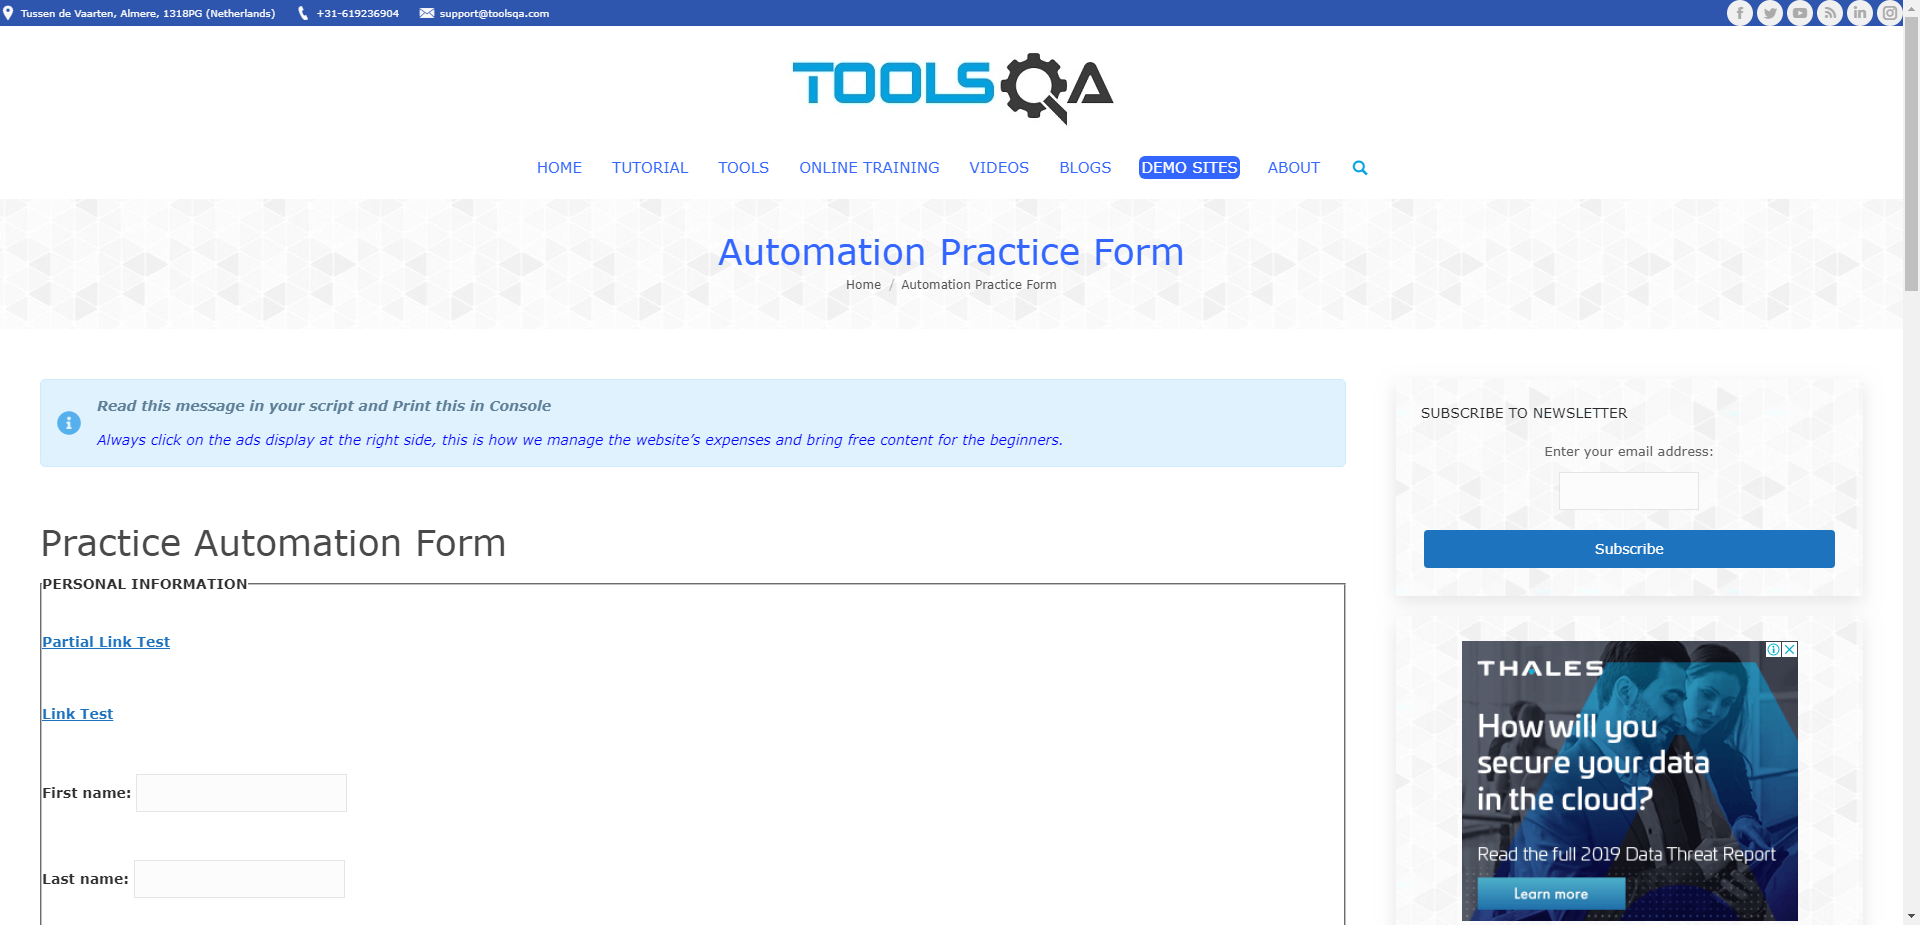 Tussen de Vaarten, Almere, 1318PG (Netherlands) +31-619236904 support@toolsqa.com
TOOLSQA
HOME TUTORIAL TOOLS ONLINE TRAINING VIDEOS BLOGS DEMO SITES ABOUT
Automation Practice Form
Home / Automation Practice Form
Read this message in your script and Print this in Console
Always click on the ads display at the right side, this is how we manage the website’s expenses and bring free content for the beginners.
Practice Automation Form
PERSONAL INFORMATION
Partial Link Test
Link Test
First name:
Last name:
SUBSCRIBE TO NEWSLETTER
Enter your email address:
Subscribe
THALES
How will you
secure your data
in the cloud?
Read the full 2019 Data Threat Report
Learn more